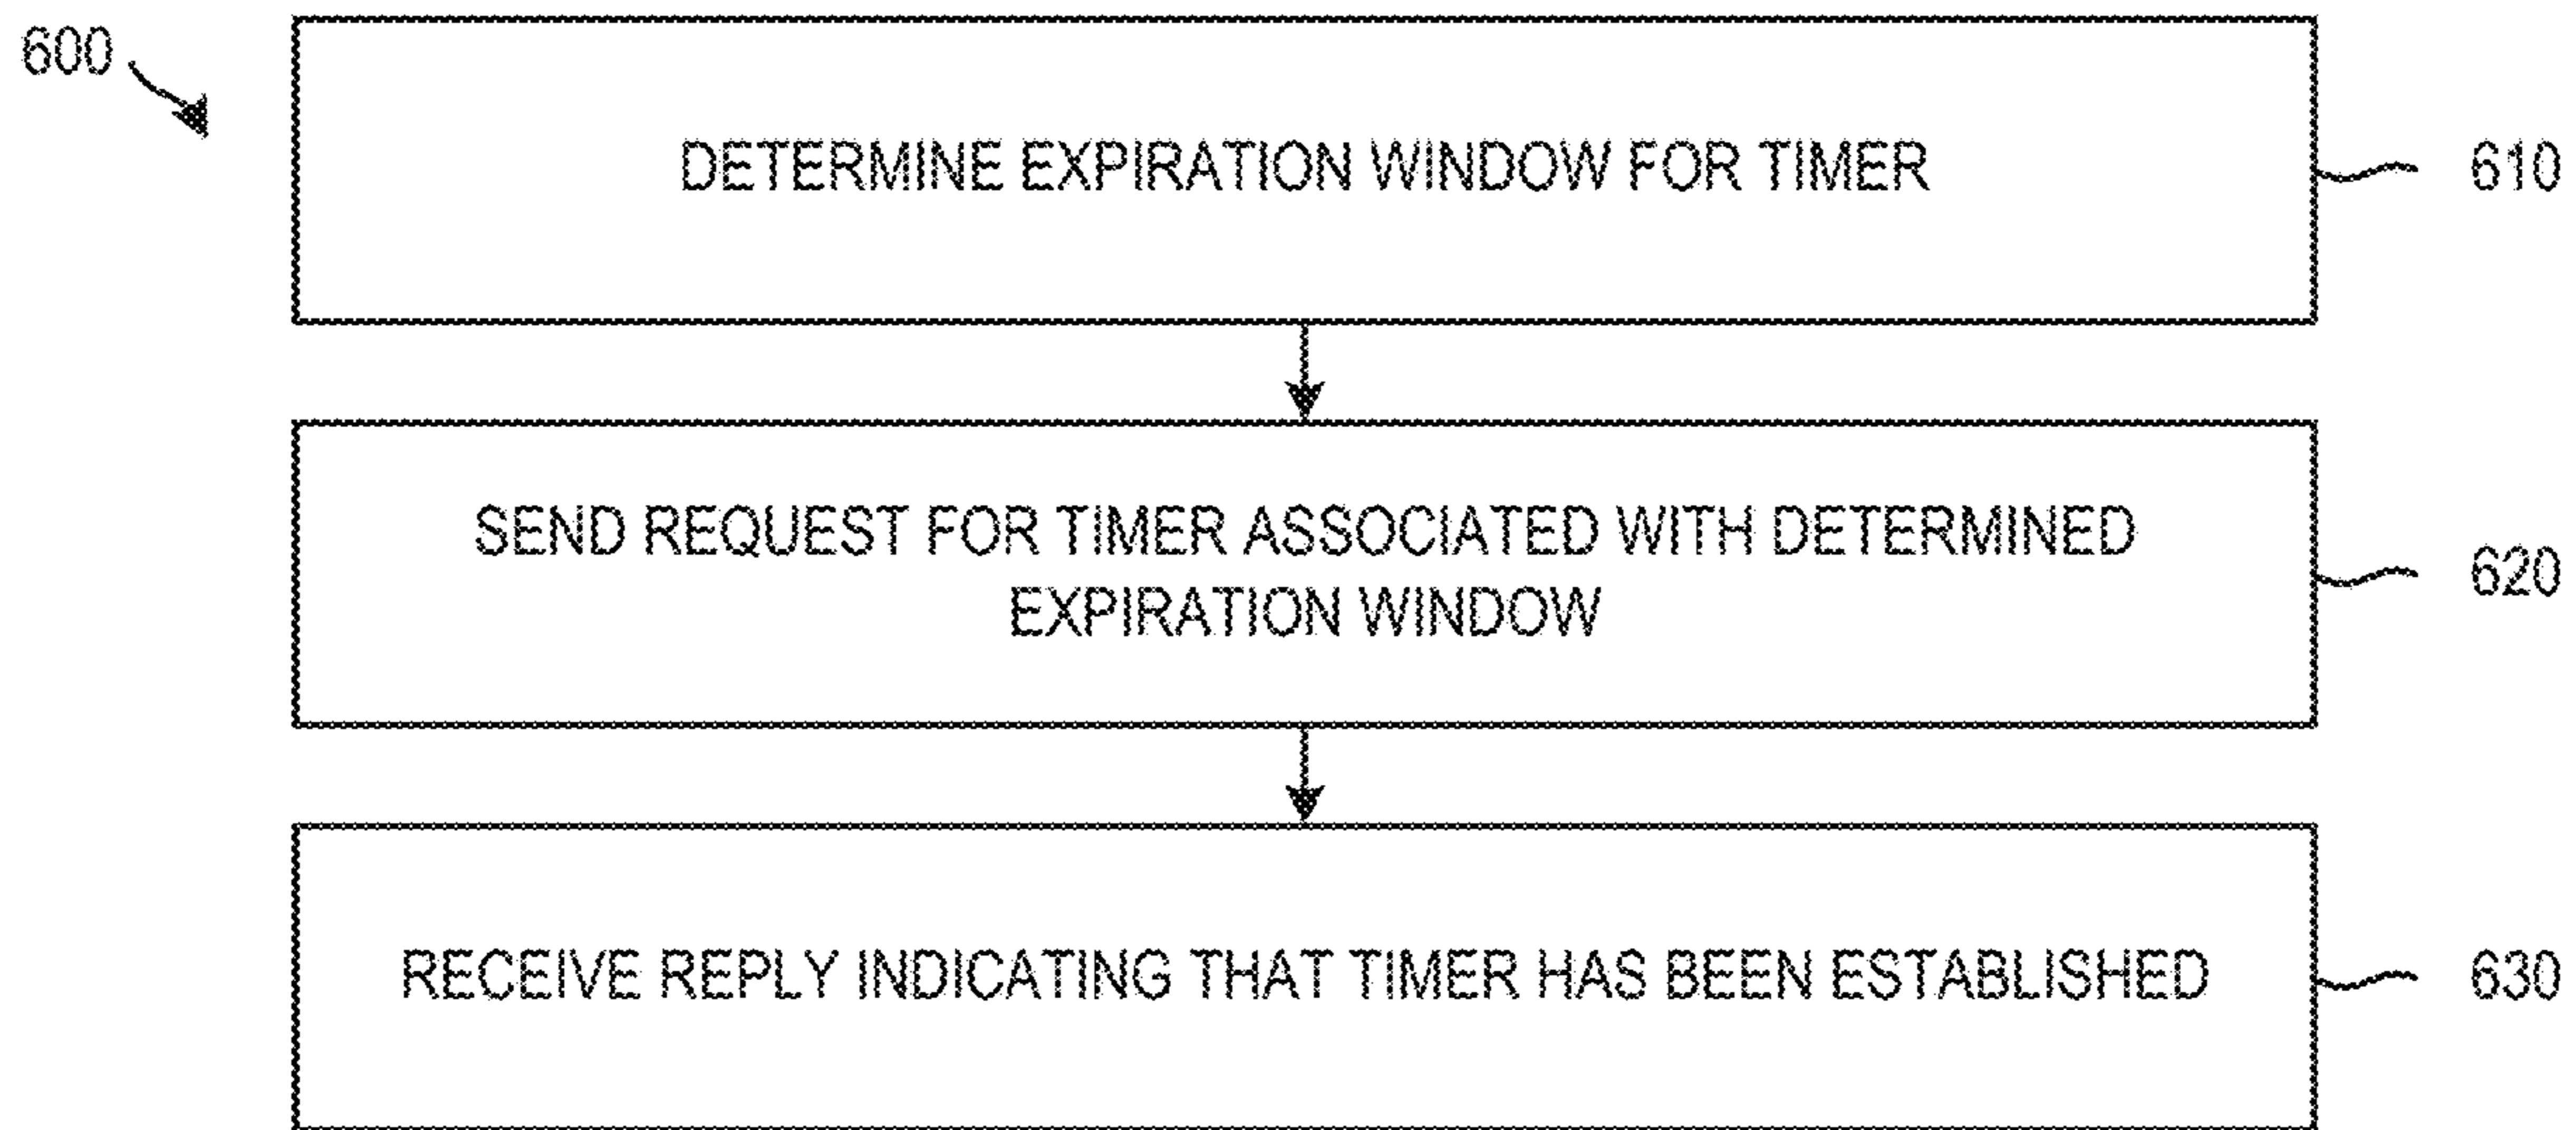 600
DETERMINE EXPIRATION WINDOW FOR TIMER
610
SEND REQUEST FOR TIMER ASSOCIATED WITH DETERMINED
EXPIRATION WINDOW
620
RECEIVE REPLY INDICATING THAT TIMER HAS BEEN ESTABLISHED
630